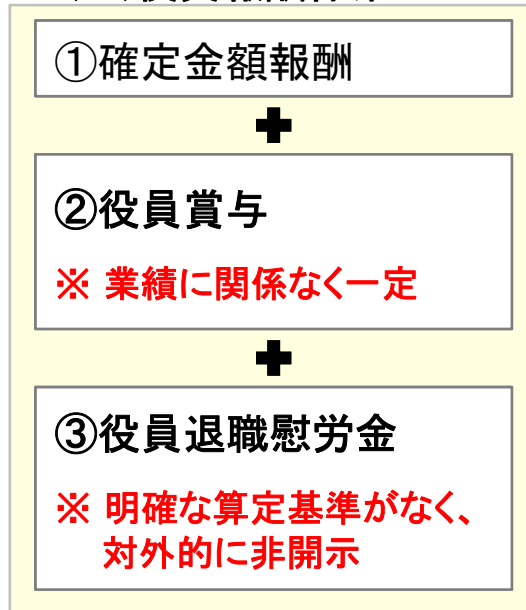 ①確定金額報酬
✚
②役員賞与
※ 業績に関係なく一定
✚
③役員退職慰労金
※ 明確な算定基準がなく、
対外的に非開示